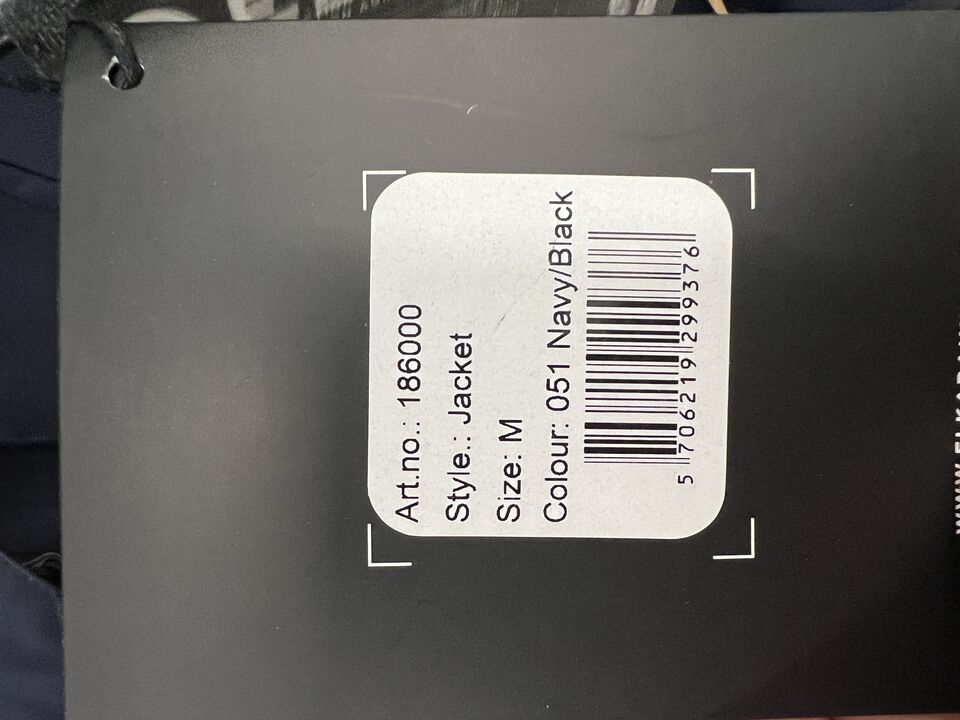 Art.no.: 186000
Style.: Jacket
Size: M
Colour: 051 Navy/Black
5 706219 299376